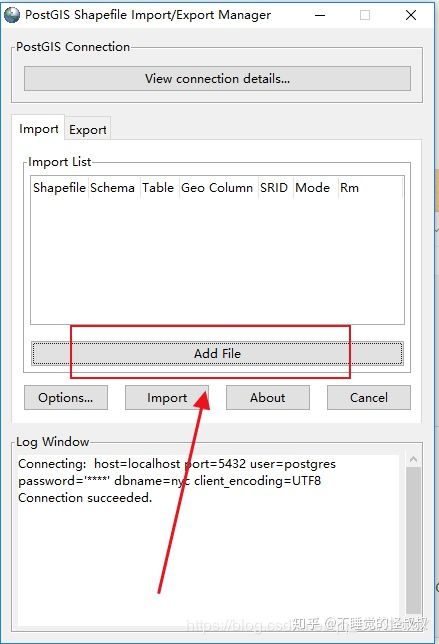 PostGIS Shapefile Import/Export Manager
PostGIS Connection
View connection details...
Import Export
Import List
Shapefile Schema Table Geo Column SRID Mode Rm
Add File
Options... Import About Cancel
Log Window
Connecting: host=localhost port=5432 user=postgres
password='****' dbname=nyc client_encoding=UTF8
Connection succeeded.
https://blog.csd
知乎 @不睡觉的怪叔叔